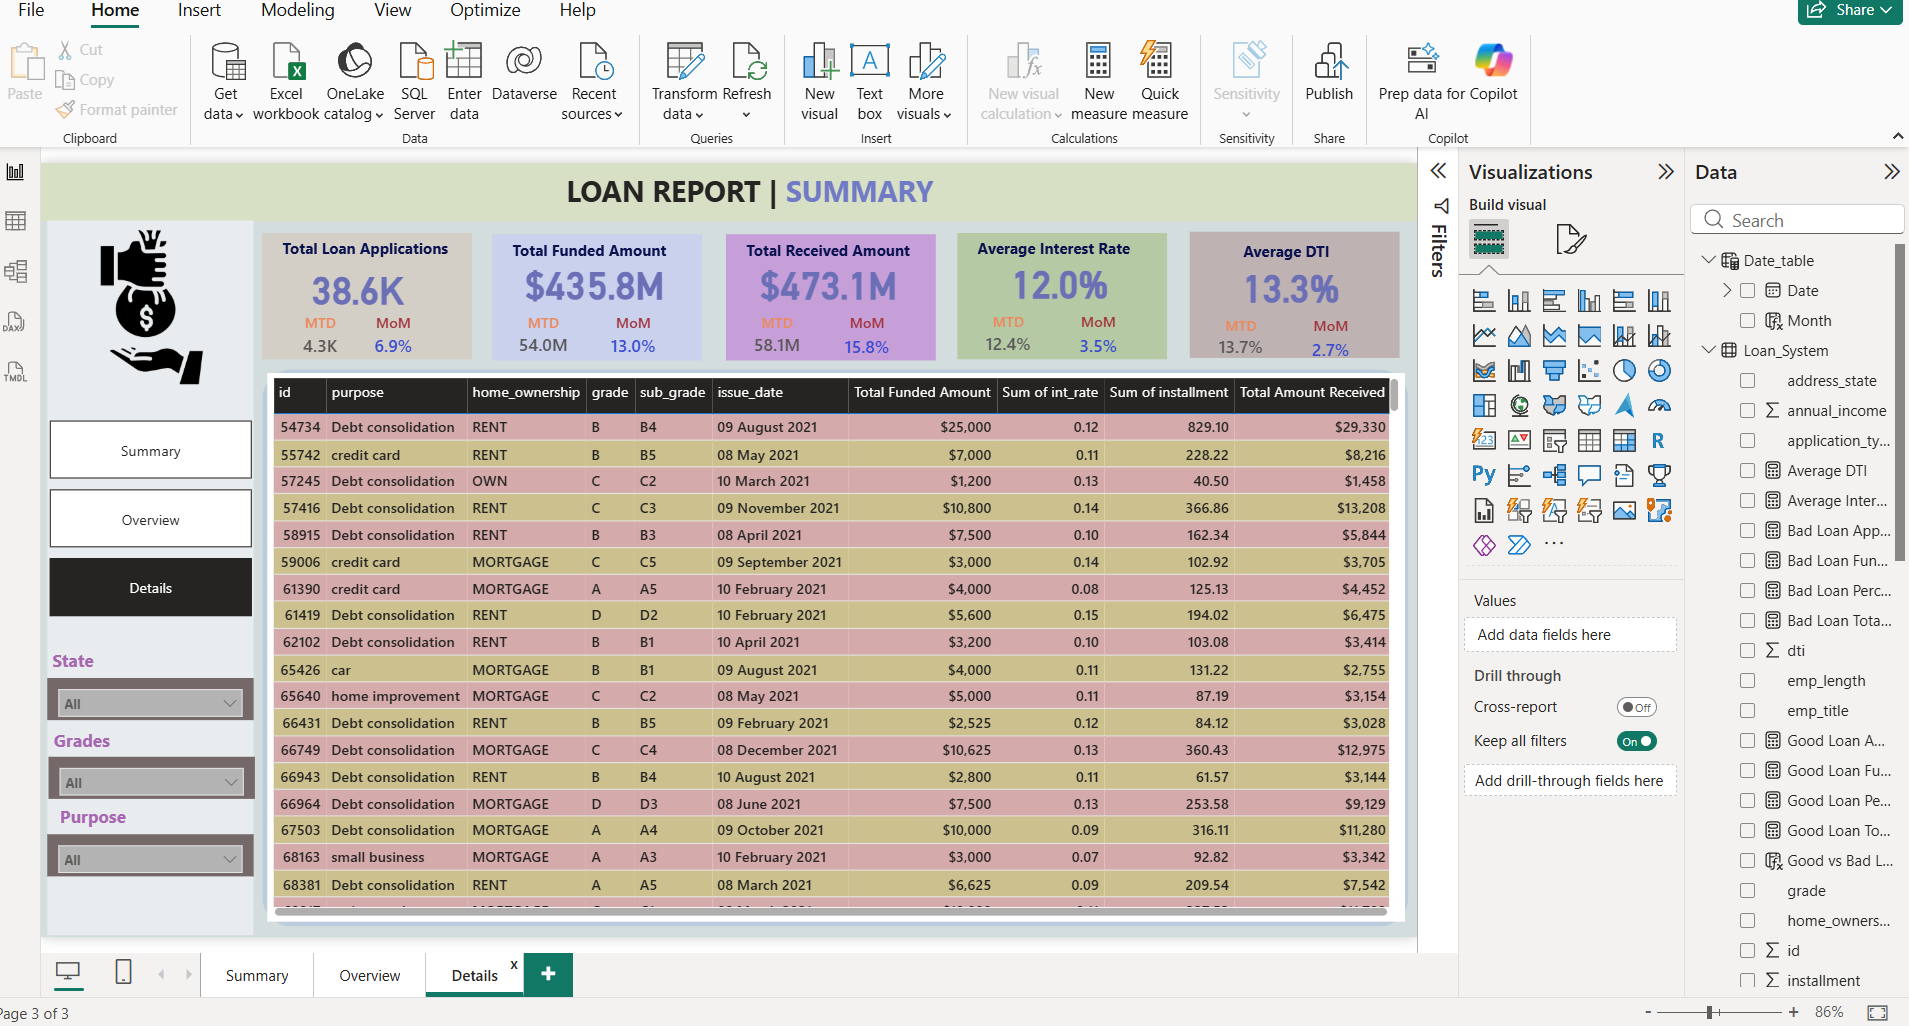 File Home Insert Modeling View Optimize Help Share
Paste
Cut
Copy
Format painter
Clipboard
Get data
Excel workbook
OneLake catalog
SQL Server
Enter data
Dataverse
Recent sources
Data
Transform data
Refresh
Queries
New visual
Text box
More visuals
Insert
New visual calculation
New measure
Quick measure
Calculations
Sensitivity
Sensitivity
Publish
Share
Prep data for AI
Copilot
Copilot
DAX
TMDL
LOAN REPORT | SUMMARY
Total Loan Applications
38.6K
MTD MoM
4.3K 6.9%
Total Funded Amount
$435.8M
MTD MoM
54.0M 13.0%
Total Received Amount
$473.1M
MTD MoM
58.1M 15.8%
Average Interest Rate
12.0%
MTD MoM
12.4% 3.5%
Average DTI
13.3%
MTD MoM
13.7% 2.7%
$
Summary
Overview
Details
State
All
Grades
All
Purpose
All
id purpose home_ownership grade sub_grade issue_date Total Funded Amount Sum of int_rate Sum of installment Total Amount Received
54734 Debt consolidation RENT B B4 09 August 2021 $25,000 0.12 829.10 $29,330
55742 credit card RENT B B5 08 May 2021 $7,000 0.11 228.22 $8,216
57245 Debt consolidation OWN C C2 10 March 2021 $1,200 0.13 40.50 $1,458
57416 Debt consolidation RENT C C3 09 November 2021 $10,800 0.14 366.86 $13,208
58915 Debt consolidation RENT B B3 08 April 2021 $7,500 0.10 162.34 $5,844
59006 credit card MORTGAGE C C5 09 September 2021 $3,000 0.14 102.92 $3,705
61390 credit card MORTGAGE A A5 10 February 2021 $4,000 0.08 125.13 $4,452
61419 Debt consolidation RENT D D2 10 February 2021 $5,600 0.15 194.02 $6,475
62102 Debt consolidation RENT B B1 10 April 2021 $3,200 0.10 103.08 $3,414
65426 car MORTGAGE B B1 09 August 2021 $4,000 0.11 131.22 $2,755
65640 home improvement MORTGAGE C C2 08 May 2021 $5,000 0.11 87.19 $3,154
66431 Debt consolidation RENT B B5 09 February 2021 $2,525 0.12 84.12 $3,028
66749 Debt consolidation MORTGAGE C C4 08 December 2021 $10,625 0.13 360.43 $12,975
66943 Debt consolidation RENT B B4 10 August 2021 $2,800 0.11 61.57 $3,144
66964 Debt consolidation MORTGAGE D D3 08 June 2021 $7,500 0.13 253.58 $9,129
67503 Debt consolidation MORTGAGE A A4 09 October 2021 $10,000 0.09 316.11 $11,280
68163 small business MORTGAGE A A3 10 February 2021 $3,000 0.07 92.82 $3,342
68381 Debt consolidation RENT A A5 08 March 2021 $6,625 0.09 209.54 $7,542
Filters
Visualizations
Build visual
123
R
Py
...
Values
Add data fields here
Drill through
Cross-report Off
Keep all filters On
Add drill-through fields here
Data
Search
Date_table
Date
Month
Loan_System
address_state
annual_income
application_ty...
Average DTI
Average Inter...
Bad Loan App...
Bad Loan Fun...
Bad Loan Perc...
Bad Loan Tota...
dti
emp_length
emp_title
Good Loan A...
Good Loan Fu...
Good Loan Pe...
Good Loan To...
Good vs Bad L...
grade
home_owners...
id
installment
Summary Overview Details x +
Page 3 of 3
- + 86%